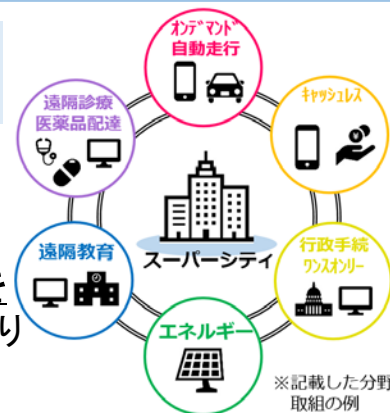 ｵﾝﾃﾞﾏﾝﾄﾞ
自動走行
ｷｬｯｼｭﾚｽ
行政手続
ﾜﾝｽｵﾝﾘｰ
エネルギー
遠隔教育
遠隔診療
医薬品配達
スーパーシティ
り
※記載した分野
取組の例